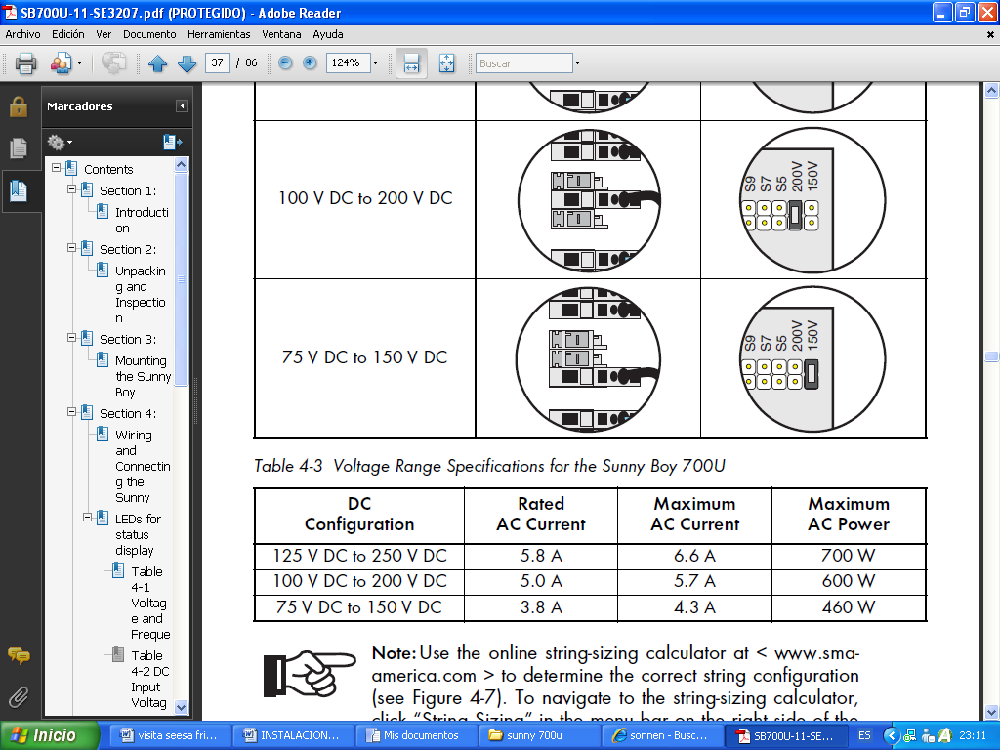 SB700U-11-SE3207.pdf (PROTEGIDO) - Adobe Reader
Archivo Edición Ver Documento Herramientas Ventana Ayuda
37 / 86 124% Buscar
Marcadores
Contents
Section 1:
Introducti
on
Section 2:
Unpackin
g and
Inspectio
n
Section 3:
Mounting
the Sunny
Boy
Section 4:
Wiring
and
Connectin
g the
Sunny
LEDs for
status
display
Table
4-1
Voltag
e and
Freque
Table
4-2 DC
Input-
Voltag
100 V DC to 200 V DC
S9 S7 S5 200V 150V
75 V DC to 150 V DC
S9 S7 S5 200V 150V
Table 4-3 Voltage Range Specifications for the Sunny Boy 700U
DC Configuration Rated AC Current Maximum AC Current Maximum AC Power
125 V DC to 250 V DC 5.8 A 6.6 A 700 W
100 V DC to 200 V DC 5.0 A 5.7 A 600 W
75 V DC to 150 V DC 3.8 A 4.3 A 460 W
Note: Use the online string-sizing calculator at < www.sma-
america.com > to determine the correct string configuration
(see Figure 4-7). To navigate to the string-sizing calculator,
click “String Sizing” in the menu bar on the right side of the
Inicio visita seesa fri... INSTALACION... Mis documentos sunny 700u sonnen - Busc... SB700U-11-SE... ES 23:11